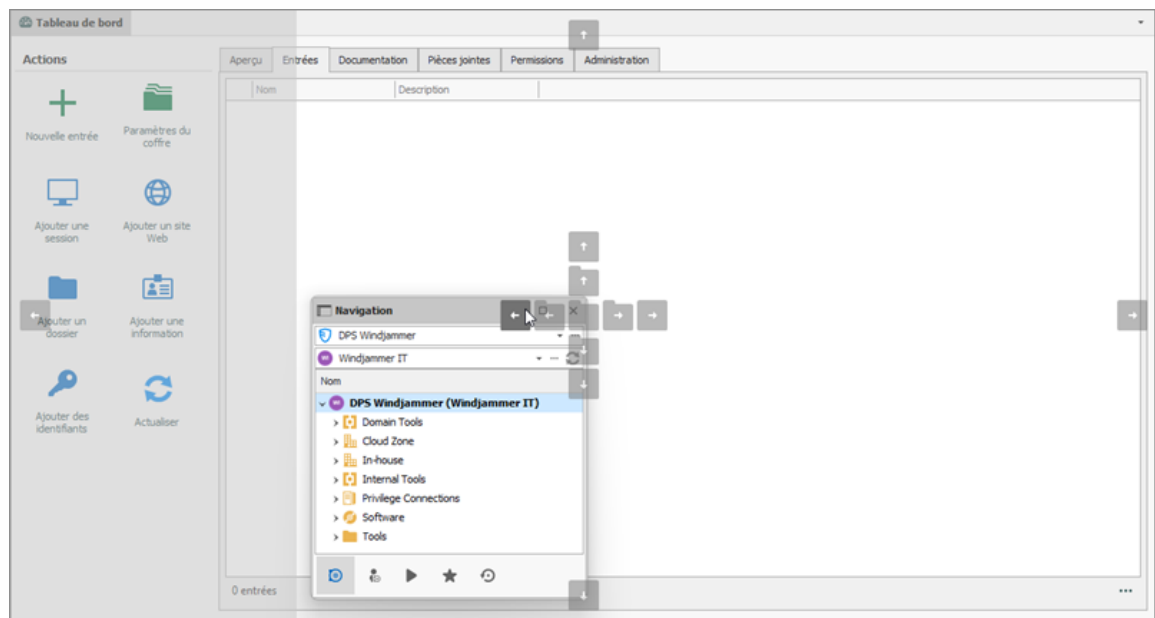 Tableau de bord
Actions
Nouvelle entrée
Paramètres du
coffre
Ajouter une
session
Ajouter un site
Web
Ajouter un
dossier
Ajouter une
information
Ajouter des
identifiants
Actualiser
Aperçu Entrées Documentation Pièces jointes Permissions Administration
Nom Description
Navigation
DPS Windjammer
Windjammer IT
Nom
DPS Windjammer (Windjammer IT)
Domain Tools
Cloud Zone
In-house
Internal Tools
Privilege Connections
Software
Tools
0 entrées